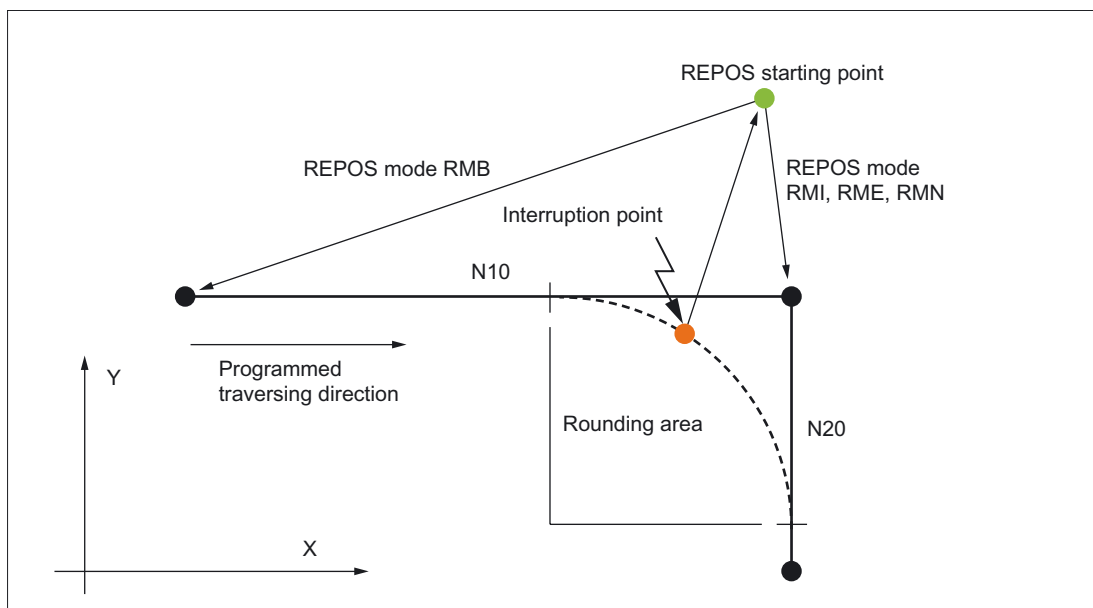 REPOS starting point
REPOS mode RMB
REPOS mode
RMI, RME, RMN
Interruption point
N10
Programmed
traversing direction
Y
Rounding area
N20
X